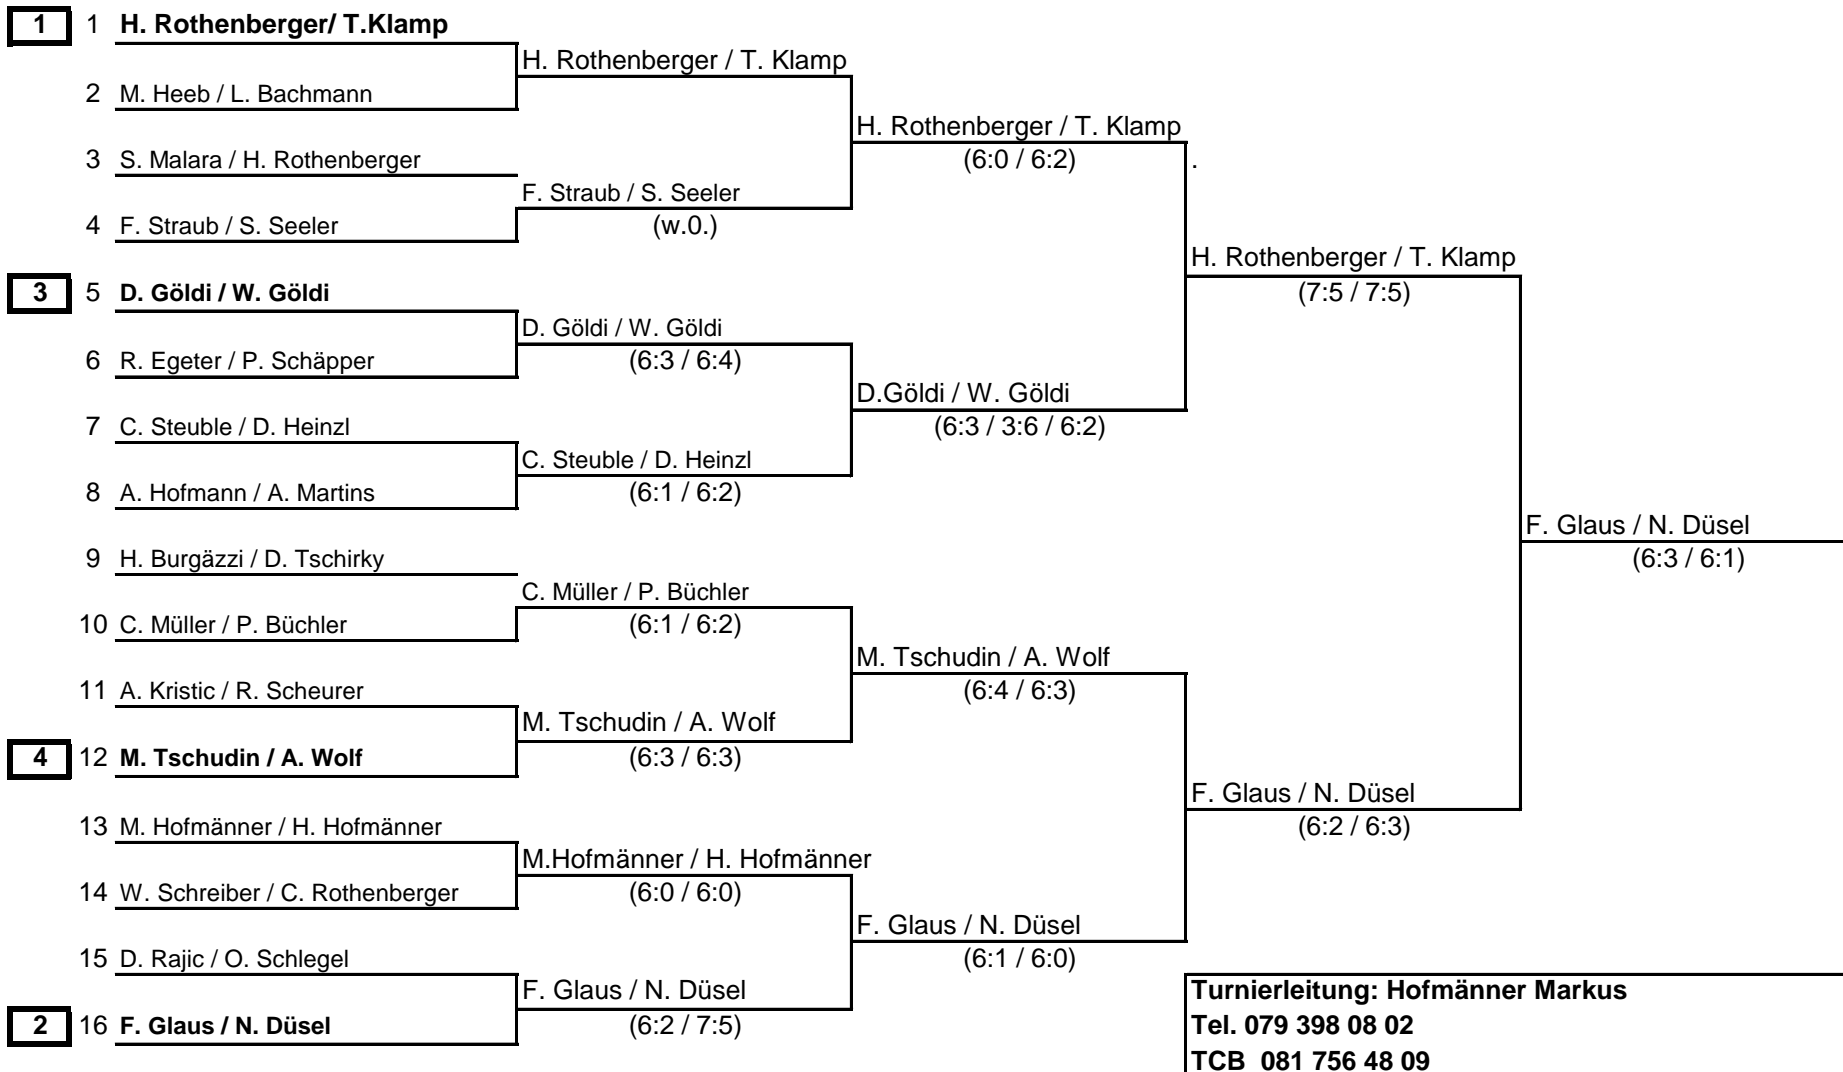 1 1 H. Rothenberger/ T.Klamp
H. Rothenberger / T. Klamp
2 M. Heeb / L. Bachmann
H. Rothenberger / T. Klamp
3 S. Malara / H. Rothenberger (6:0 / 6:2) .
F. Straub / S. Seeler
4 F. Straub / S. Seeler (w.0.)
H. Rothenberger / T. Klamp
3 5 D. Göldi / W. Göldi (7:5 / 7:5)
D. Göldi / W. Göldi
6 R. Egeter / P. Schäpper (6:3 / 6:4)
D.Göldi / W. Göldi
7 C. Steuble / D. Heinzl (6:3 / 3:6 / 6:2)
C. Steuble / D. Heinzl
8 A. Hofmann / A. Martins (6:1 / 6:2)
F. Glaus / N. Düsel
9 H. Burgäzzi / D. Tschirky (6:3 / 6:1)
C. Müller / P. Büchler
10 C. Müller / P. Büchler (6:1 / 6:2)
M. Tschudin / A. Wolf
11 A. Kristic / R. Scheurer (6:4 / 6:3)
M. Tschudin / A. Wolf
4 12 M. Tschudin / A. Wolf (6:3 / 6:3)
F. Glaus / N. Düsel
13 M. Hofmänner / H. Hofmänner (6:2 / 6:3)
M.Hofmänner / H. Hofmänner
14 W. Schreiber / C. Rothenberger (6:0 / 6:0)
F. Glaus / N. Düsel
15 D. Rajic / O. Schlegel (6:1 / 6:0)
F. Glaus / N. Düsel
2 16 F. Glaus / N. Düsel (6:2 / 7:5)
Turnierleitung: Hofmänner Markus
Tel. 079 398 08 02
TCB 081 756 48 09